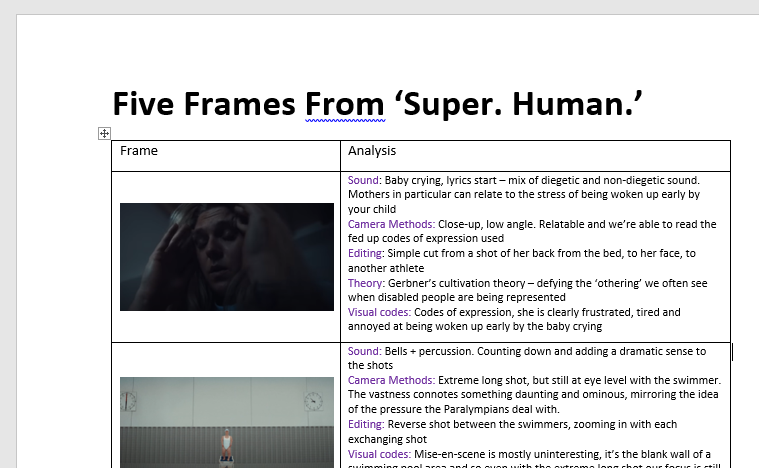 Five Frames From ‘Super. Human.’
Frame
Analysis
Sound: Baby crying, lyrics start – mix of diegetic and non-diegetic sound.
Mothers in particular can relate to the stress of being woken up early by
your child
Camera Methods: Close-up, low angle. Relatable and we’re able to read the
fed up codes of expression used
Editing: Simple cut from a shot of her back from the bed, to her face, to
another athlete
Theory: Gerbner’s cultivation theory – defying the ‘othering’ we often see
when disabled people are being represented
Visual codes: Codes of expression, she is clearly frustrated, tired and
annoyed at being woken up early by the baby crying
Sound: Bells + percussion. Counting down and adding a dramatic sense to
the shots
Camera Methods: Extreme long shot, but still at eye level with the swimmer.
The vastness connotes something daunting and ominous, mirroring the idea
of the pressure the Paralympians deal with.
Editing: Reverse shot between the swimmers, zooming in with each
exchanging shot
Visual codes: Mise-en-scene is mostly uninteresting, it’s the blank wall of a
swimming pool area and so even with the extreme long shot our focus is still